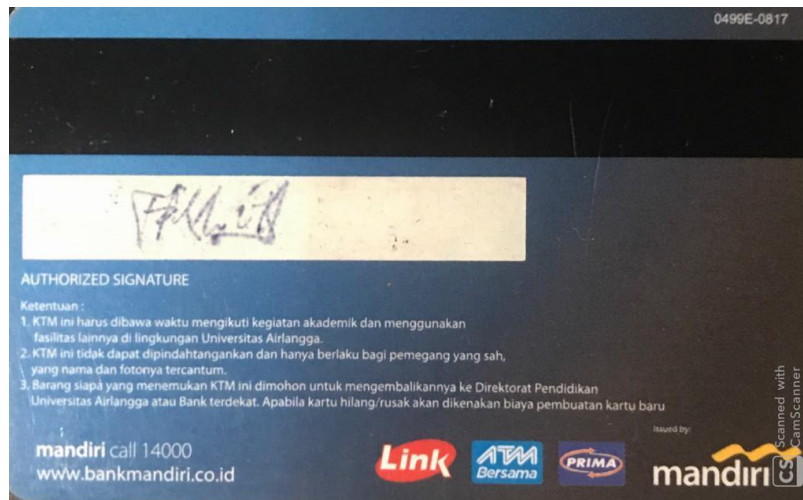 0499E-0817
AUTHORIZED SIGNATURE
Ketentuan :
1. KTM ini harus dibawa waktu mengikuti kegiatan akademik dan menggunakan
fasilitas lainnya di lingkungan Universitas Airlangga.
2. KTM ini tidak dapat dipindahtangankan dan hanya berlaku bagi pemegang yang sah,
yang nama dan fotonya tercantum.
3. Barang siapa yang menemukan KTM ini dimohon untuk mengembalikannya ke Direktorat Pendidikan
Universitas Airlangga atau Bank terdekat. Apabila kartu hilang/rusak akan dikenakan biaya pembuatan kartu baru
Issued by:
mandiri call 14000
www.bankmandiri.co.id
Link
ATM
Bersama
PRIMA
mandiri
CS Scanned with
CamScanner